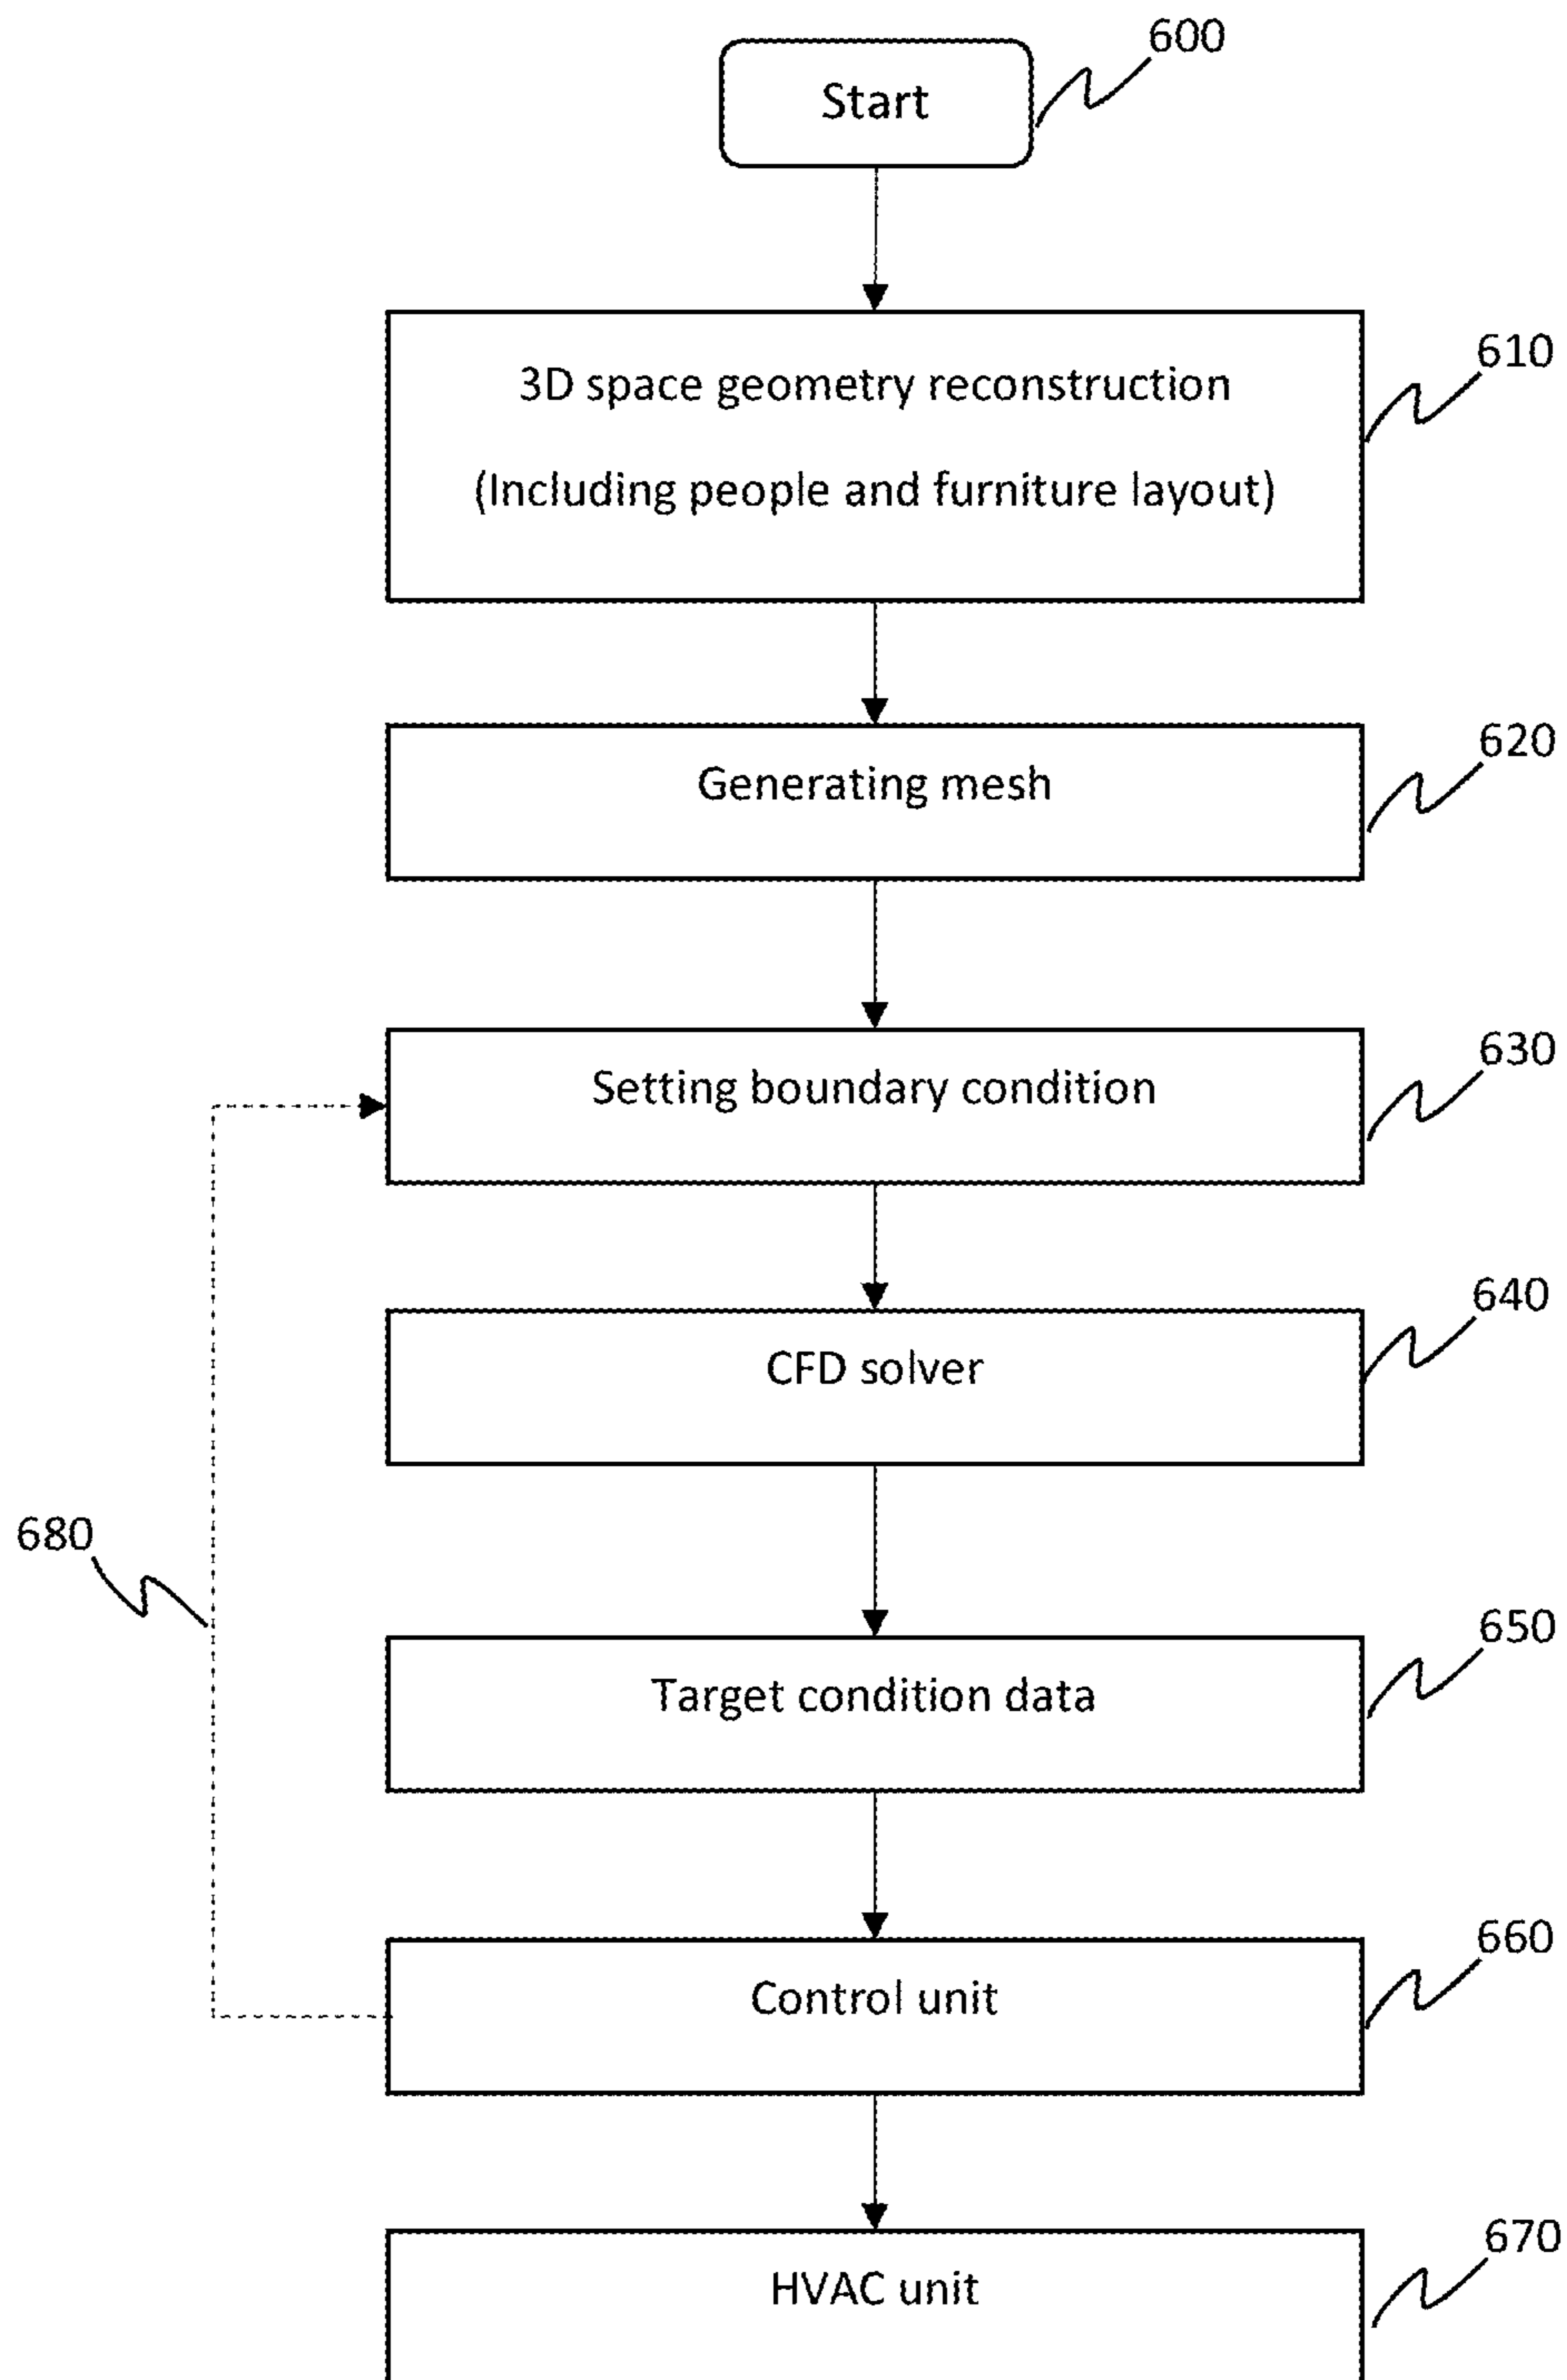 Start
600
3D space geometry reconstruction
(Including people and furniture layout)
610
Generating mesh
620
Setting boundary condition
630
CFD solver
640
680
Target condition data
650
Control unit
660
HVAC unit
670